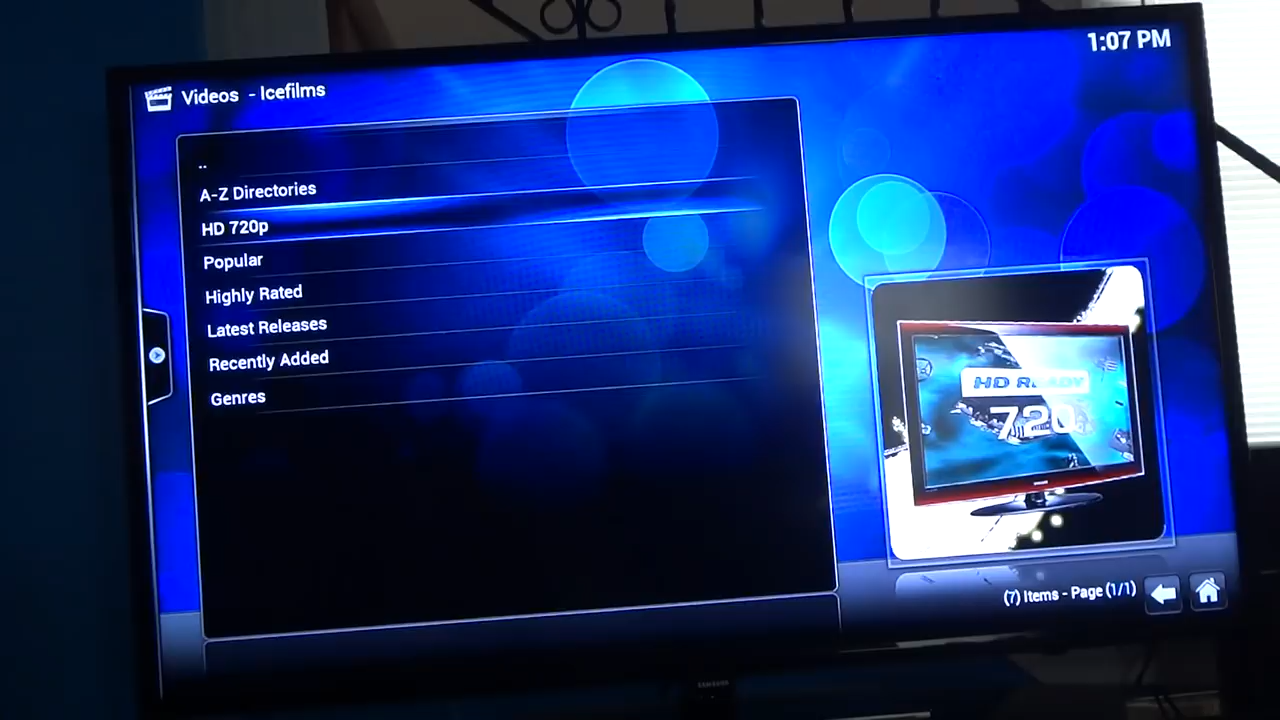 1:07 PM
Videos - Icefilms
..
A-Z Directories
HD 720p
Popular
Highly Rated
Latest Releases
Recently Added
Genres
HD READY
720
(7) Items - Page (1/1)
SAMSUNG